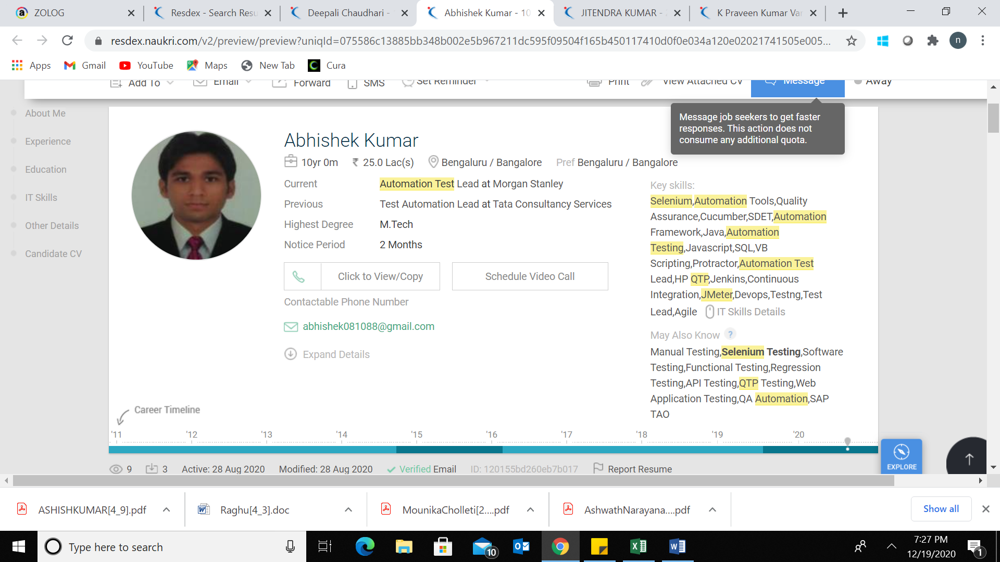 ZOLOG
Resdex - Search Resu
Deepali Chaudhari -
Abhishek Kumar - 10
JITENDRA KUMAR - 2
K Praveen Kumar Var
resdex.naukri.com/v2/preview/preview?uniqId=075586c13885bb348b002e5b967211dc595f09504f165b450117410d0f0e034a120e02021741505e005...
n
Apps
Gmail
YouTube
Maps
New Tab
Cura
Add To
Email
Forward
SMS
Set Reminder
Print
View Attached CV
Message
Away
Message job seekers to get faster
responses. This action does not
consume any additional quota.
About Me
Experience
Education
IT Skills
Other Details
Candidate CV
Abhishek Kumar
10yr 0m ₹ 25.0 Lac(s) Bengaluru / Bangalore Pref Bengaluru / Bangalore
Current Automation Test Lead at Morgan Stanley
Previous Test Automation Lead at Tata Consultancy Services
Highest Degree M.Tech
Notice Period 2 Months
Click to View/Copy
Schedule Video Call
Contactable Phone Number
abhishek081088@gmail.com
Expand Details
Key skills:
Selenium,Automation Tools,Quality
Assurance,Cucumber,SDET,Automation
Framework,Java,Automation
Testing,Javascript,SQL,VB
Scripting,Protractor,Automation Test
Lead,HP QTP,Jenkins,Continuous
Integration,JMeter,Devops,Testng,Test
Lead,Agile IT Skills Details
May Also Know ?
Manual Testing,Selenium Testing,Software
Testing,Functional Testing,Regression
Testing,API Testing,QTP Testing,Web
Application Testing,QA Automation,SAP
TAO
Career Timeline
'11 '12 '13 '14 '15 '16 '17 '18 '19 '20
EXPLORE
9 3 Active: 28 Aug 2020 Modified: 28 Aug 2020 Verified Email ID: 120155bd260eb7b017 Report Resume
ASHISHKUMAR[4_9].pdf
Raghu[4_3].doc
MounikaCholleti[2....pdf
AshwathNarayana....pdf
Show all
Type here to search
10
7:27 PM
12/19/2020
1